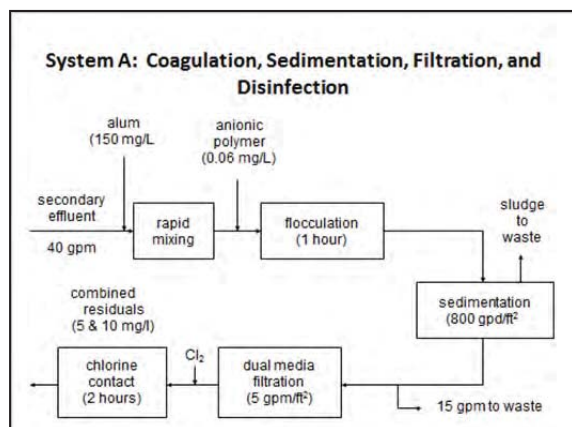 System A: Coagulation, Sedimentation, Filtration, and
Disinfection
alum
(150 mg/L
anionic
polymer
(0.06 mg/L)
secondary
effluent
40 gpm
rapid
mixing
flocculation
(1 hour)
sludge
to
waste
sedimentation
(800 gpd/ft²
combined
residuals
(5 & 10 mg/l)
chlorine
contact
(2 hours)
Cl₂
dual media
filtration
(5 gpm/ft²)
15 gpm to waste